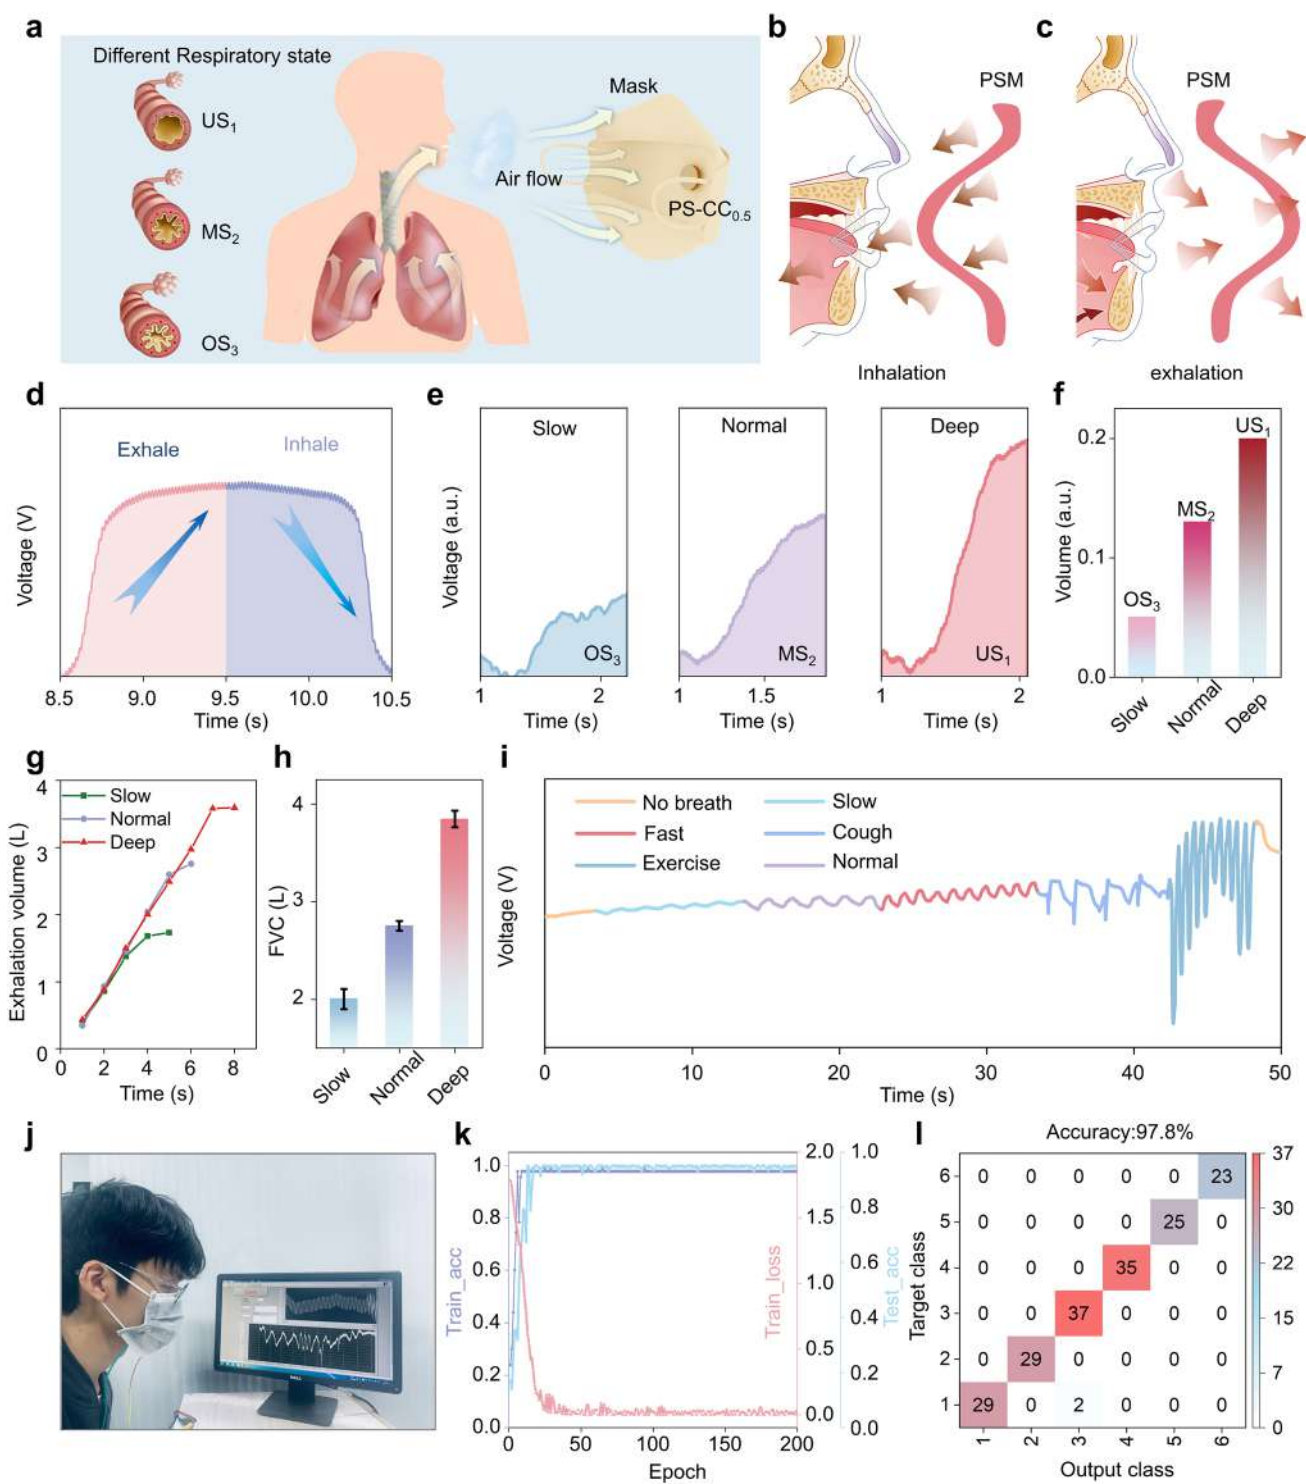 a
Different Respiratory state
US1
MS2
OS3
Air flow
Mask
PS-CC0.5
b
PSM
Inhalation
c
PSM
exhalation
d
Voltage (V)
Exhale
Inhale
8.5 9.0 9.5 10.0 10.5
Time (s)
e
Voltage (a.u.)
Slow
OS3
1 2
Time (s)
Normal
MS2
1 1.5
Time (s)
Deep
US1
1 2
Time (s)
f
Volume (a.u.)
0.2
0.1
0.0
OS3
MS2
US1
Slow
Normal
Deep
g
Exhalation volume (L)
4
3
2
1
0
Slow
Normal
Deep
0 2 4 6 8
Time (s)
h
FVC (L)
4
3
2
Slow
Normal
Deep
i
Voltage (V)
No breath
Fast
Exercise
Slow
Cough
Normal
0 10 20 30 40 50
Time (s)
j
DELL
k
Train_acc
1.0
0.8
0.6
0.4
0.2
0.0
Train_loss
2.0
1.5
1.0
0.5
0.0
Test_acc
1.0
0.8
0.6
0.4
0.2
0.0
0 50 100 150 200
Epoch
l
Accuracy:97.8%
Target class
6 0 0 0 0 0 23
5 0 0 0 0 25 0
4 0 0 0 35 0 0
3 0 0 37 0 0 0
2 0 29 0 0 0 0
1 29 0 2 0 0 0
1 2 3 4 5 6
Output class
37
30
22
15
7
0